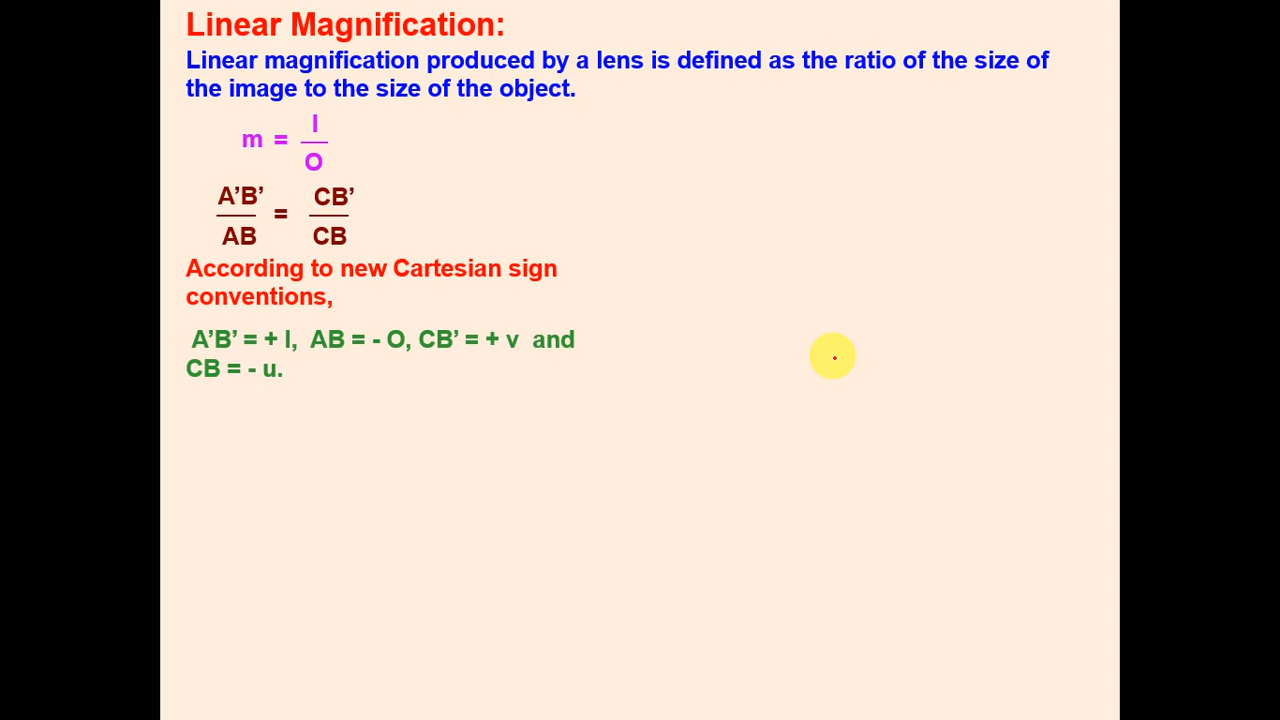 Linear Magnification:
Linear magnification produced by a lens is defined as the ratio of the size of
the image to the size of the object.
m = I / O
A’B’ / AB = CB’ / CB
According to new Cartesian sign
conventions,
A’B’ = + I, AB = - O, CB’ = + v and
CB = - u.